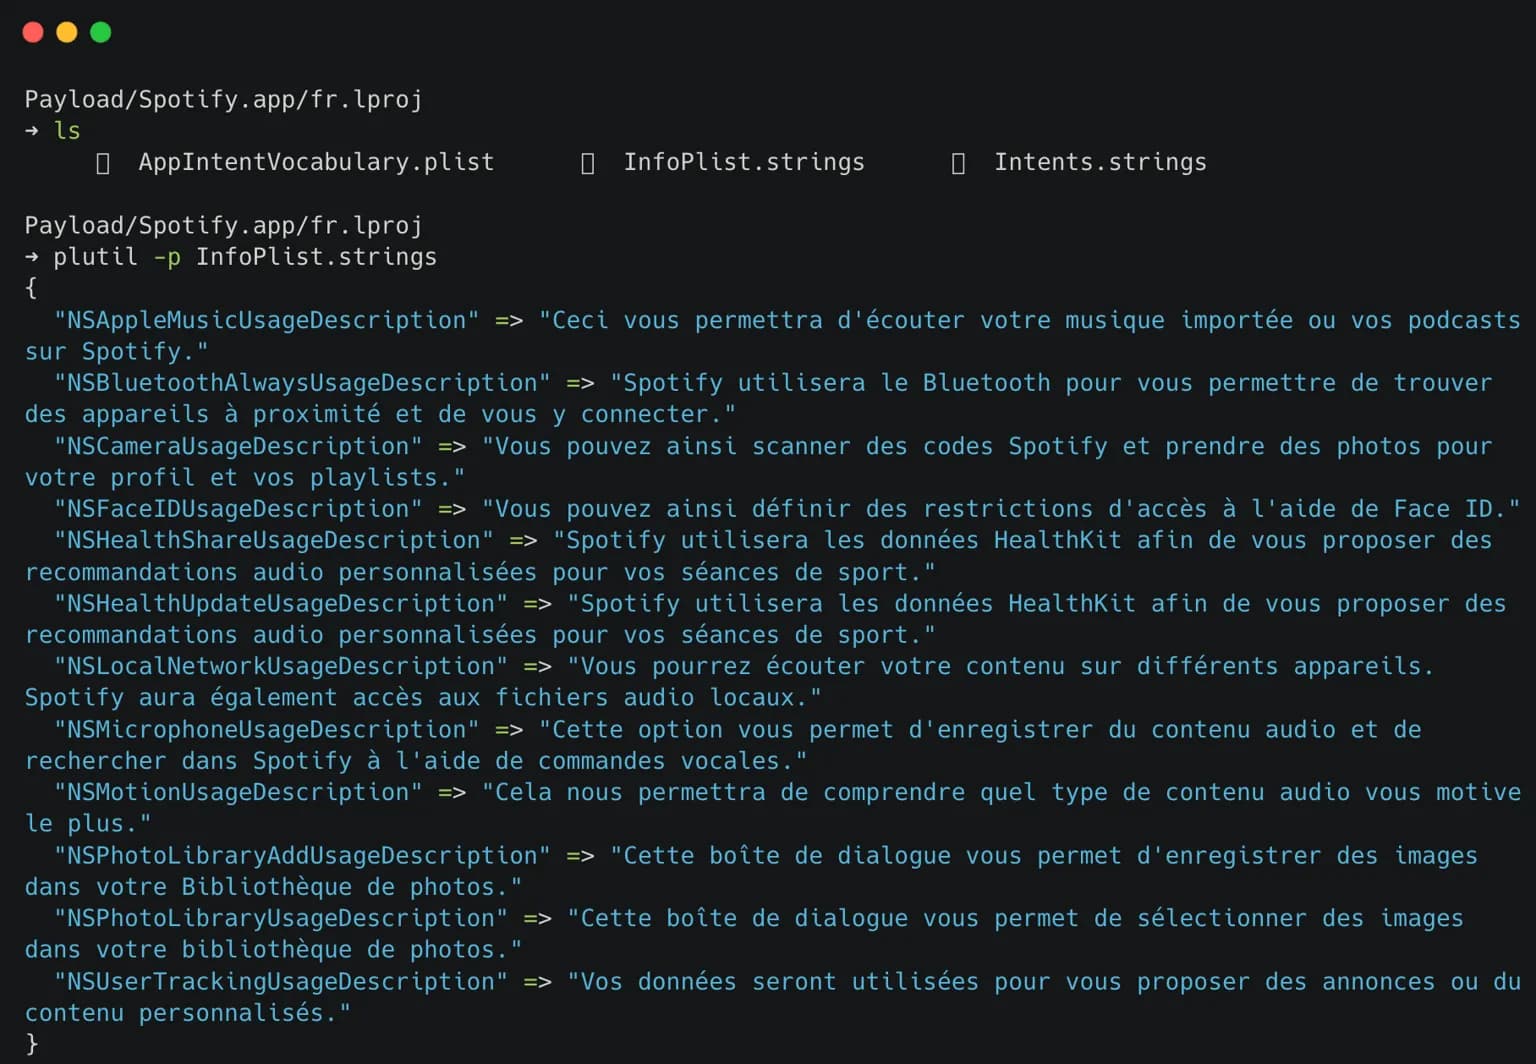 Payload/Spotify.app/fr.lproj
➜ ls
AppIntentVocabulary.plist InfoPlist.strings Intents.strings
Payload/Spotify.app/fr.lproj
➜ plutil -p InfoPlist.strings
{
"NSAppleMusicUsageDescription" => "Ceci vous permettra d'écouter votre musique importée ou vos podcasts
sur Spotify."
"NSBluetoothAlwaysUsageDescription" => "Spotify utilisera le Bluetooth pour vous permettre de trouver
des appareils à proximité et de vous y connecter."
"NSCameraUsageDescription" => "Vous pouvez ainsi scanner des codes Spotify et prendre des photos pour
votre profil et vos playlists."
"NSFaceIDUsageDescription" => "Vous pouvez ainsi définir des restrictions d'accès à l'aide de Face ID."
"NSHealthShareUsageDescription" => "Spotify utilisera les données HealthKit afin de vous proposer des
recommandations audio personnalisées pour vos séances de sport."
"NSHealthUpdateUsageDescription" => "Spotify utilisera les données HealthKit afin de vous proposer des
recommandations audio personnalisées pour vos séances de sport."
"NSLocalNetworkUsageDescription" => "Vous pourrez écouter votre contenu sur différents appareils.
Spotify aura également accès aux fichiers audio locaux."
"NSMicrophoneUsageDescription" => "Cette option vous permet d'enregistrer du contenu audio et de
rechercher dans Spotify à l'aide de commandes vocales."
"NSMotionUsageDescription" => "Cela nous permettra de comprendre quel type de contenu audio vous motive
le plus."
"NSPhotoLibraryAddUsageDescription" => "Cette boîte de dialogue vous permet d'enregistrer des images
dans votre Bibliothèque de photos."
"NSPhotoLibraryUsageDescription" => "Cette boîte de dialogue vous permet de sélectionner des images
dans votre bibliothèque de photos."
"NSUserTrackingUsageDescription" => "Vos données seront utilisées pour vous proposer des annonces ou du
contenu personnalisés."
}